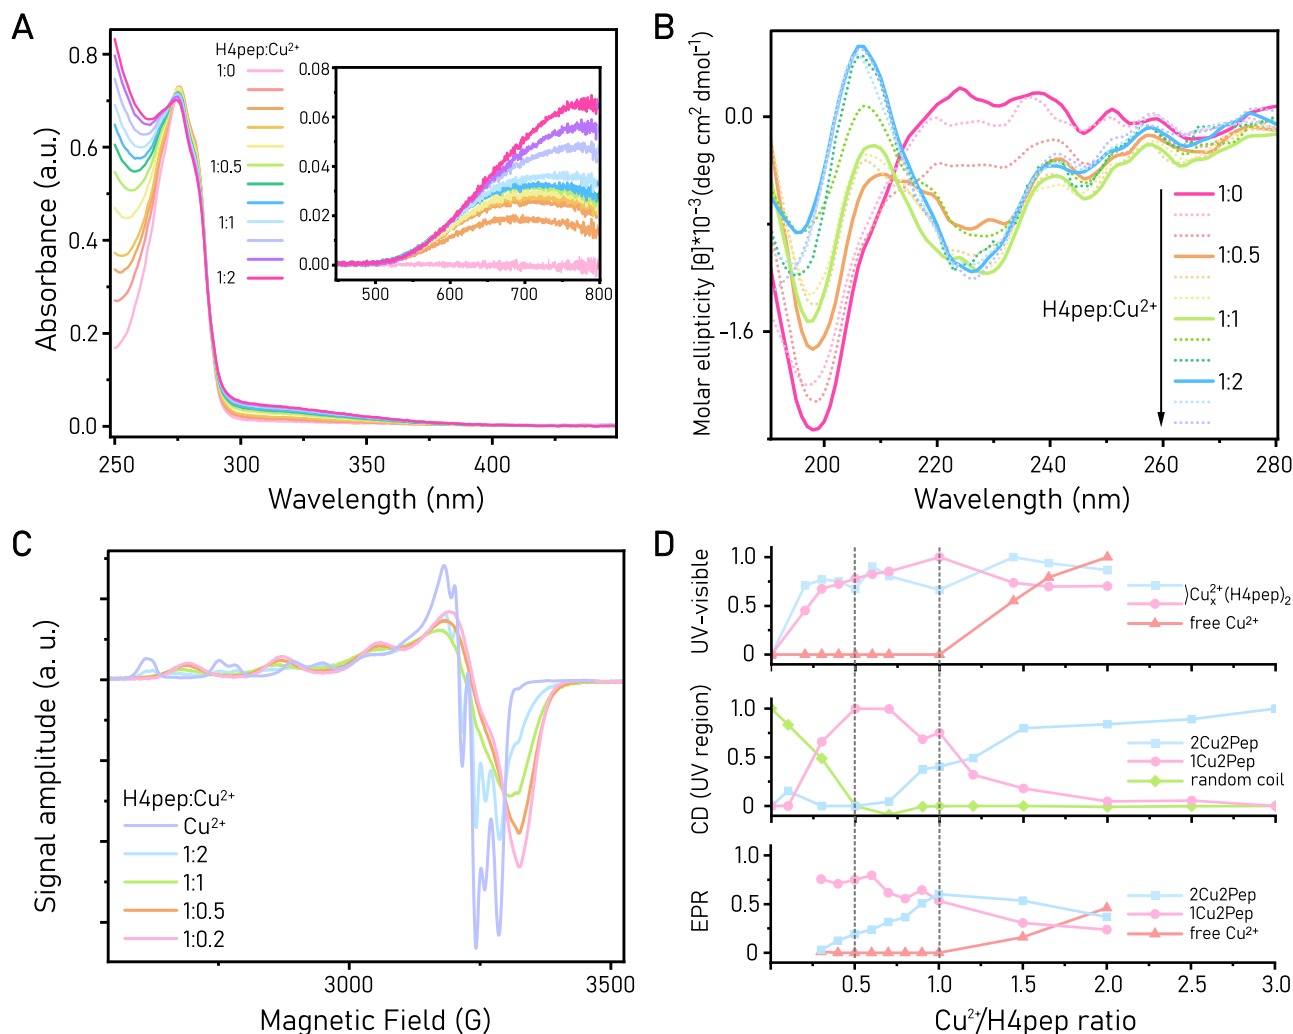 A
Absorbance (a.u.)
0.8
0.6
0.4
0.2
0.0
250
300
350
400
Wavelength (nm)
H4pep:Cu²⁺
1:0
1:0.5
1:1
1:2
0.08
0.06
0.04
0.02
0.00
500
600
700
800
B
Molar ellipticity [θ]*10⁻³(deg cm² dmol⁻¹)
0.0
-1.6
200
220
240
260
280
Wavelength (nm)
H4pep:Cu²⁺
1:0
1:0.5
1:1
1:2
C
Signal amplitude (a. u.)
H4pep:Cu²⁺
Cu²⁺
1:2
1:1
1:0.5
1:0.2
3000
3500
Magnetic Field (G)
D
UV-visible
1.0
0.5
0
}Cuₓ²⁺(H4pep)₂
free Cu²⁺
CD (UV region)
1.0
0.5
0
2Cu2Pep
1Cu2Pep
random coil
EPR
1.0
0.5
0
2Cu2Pep
1Cu2Pep
free Cu²⁺
0.5
1.0
1.5
2.0
2.5
3.0
Cu²⁺/H4pep ratio